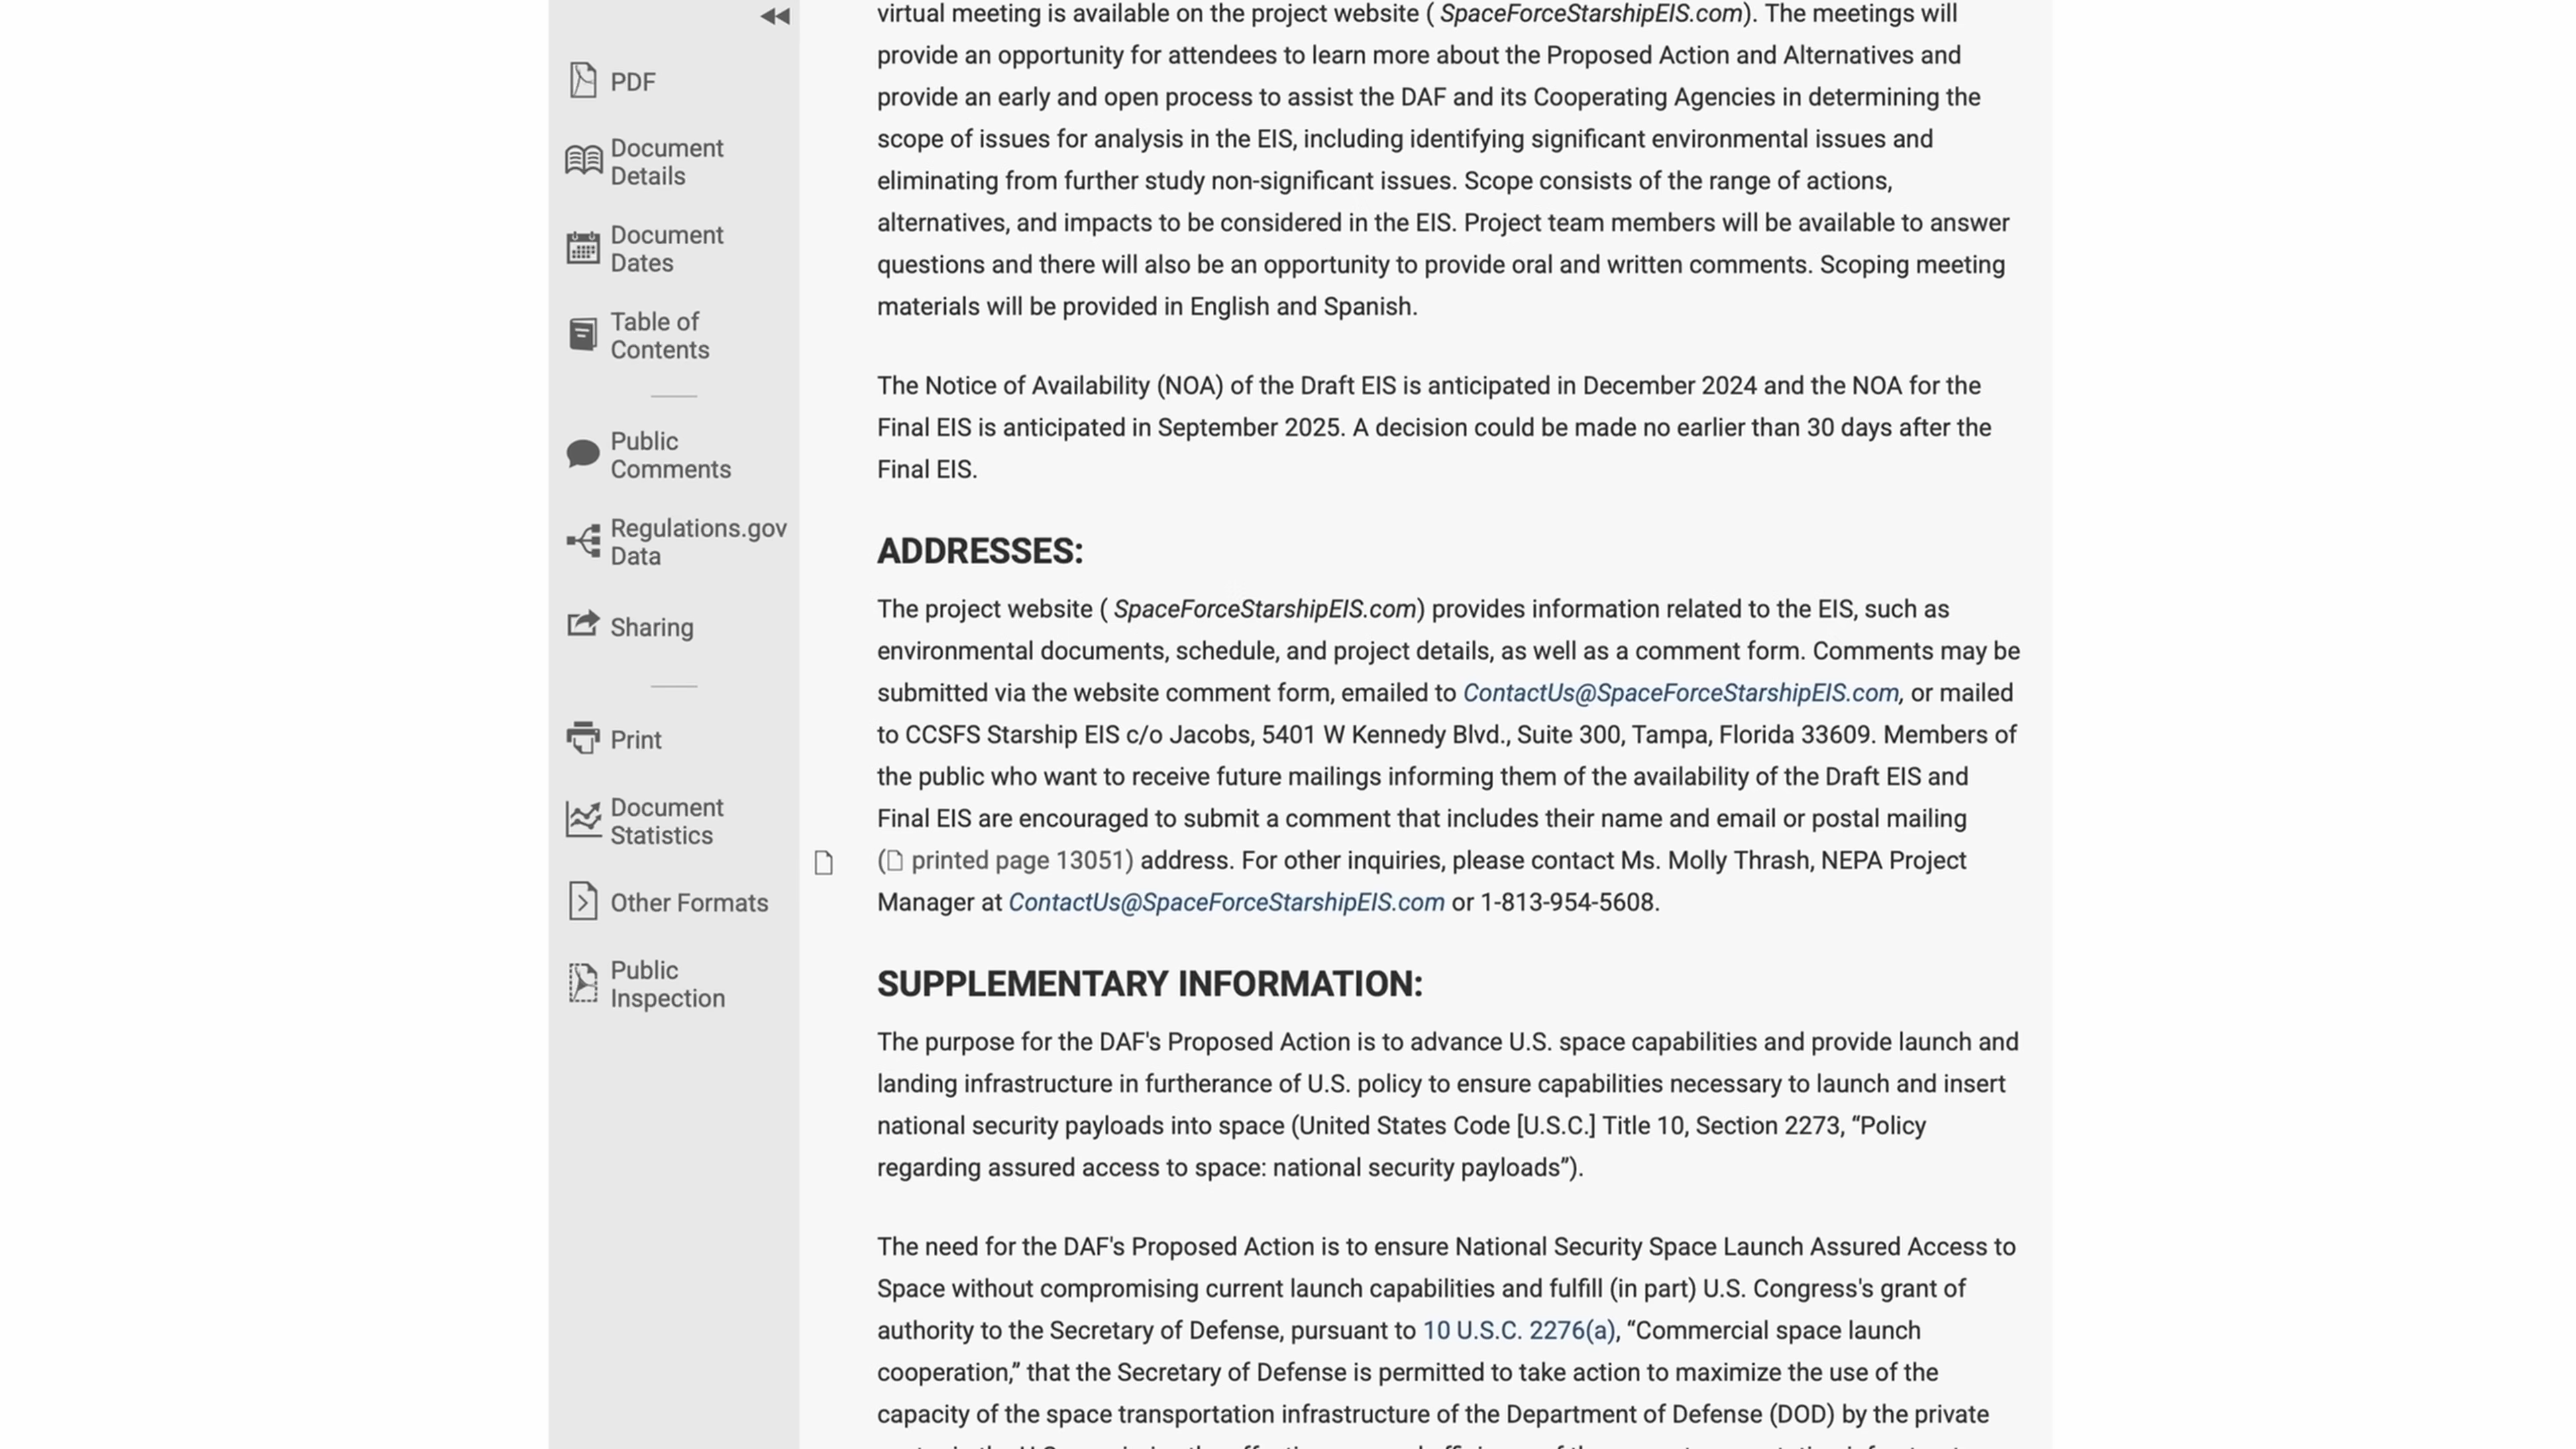 PDF
Document
Details
Document
Dates
Table of
Contents
Public
Comments
Regulations.gov
Data
Sharing
Print
Document
Statistics
Other Formats
Public
Inspection
virtual meeting is available on the project website ( SpaceForceStarshipEIS.com). The meetings will
provide an opportunity for attendees to learn more about the Proposed Action and Alternatives and
provide an early and open process to assist the DAF and its Cooperating Agencies in determining the
scope of issues for analysis in the EIS, including identifying significant environmental issues and
eliminating from further study non-significant issues. Scope consists of the range of actions,
alternatives, and impacts to be considered in the EIS. Project team members will be available to answer
questions and there will also be an opportunity to provide oral and written comments. Scoping meeting
materials will be provided in English and Spanish.
The Notice of Availability (NOA) of the Draft EIS is anticipated in December 2024 and the NOA for the
Final EIS is anticipated in September 2025. A decision could be made no earlier than 30 days after the
Final EIS.
ADDRESSES:
The project website ( SpaceForceStarshipEIS.com) provides information related to the EIS, such as
environmental documents, schedule, and project details, as well as a comment form. Comments may be
submitted via the website comment form, emailed to ContactUs@SpaceForceStarshipEIS.com, or mailed
to CCSFS Starship EIS c/o Jacobs, 5401 W Kennedy Blvd., Suite 300, Tampa, Florida 33609. Members of
the public who want to receive future mailings informing them of the availability of the Draft EIS and
Final EIS are encouraged to submit a comment that includes their name and email or postal mailing
( printed page 13051) address. For other inquiries, please contact Ms. Molly Thrash, NEPA Project
Manager at ContactUs@SpaceForceStarshipEIS.com or 1-813-954-5608.
SUPPLEMENTARY INFORMATION:
The purpose for the DAF's Proposed Action is to advance U.S. space capabilities and provide launch and
landing infrastructure in furtherance of U.S. policy to ensure capabilities necessary to launch and insert
national security payloads into space (United States Code [U.S.C.] Title 10, Section 2273, “Policy
regarding assured access to space: national security payloads”).
The need for the DAF's Proposed Action is to ensure National Security Space Launch Assured Access to
Space without compromising current launch capabilities and fulfill (in part) U.S. Congress's grant of
authority to the Secretary of Defense, pursuant to 10 U.S.C. 2276(a), “Commercial space launch
cooperation,” that the Secretary of Defense is permitted to take action to maximize the use of the
capacity of the space transportation infrastructure of the Department of Defense (DOD) by the private